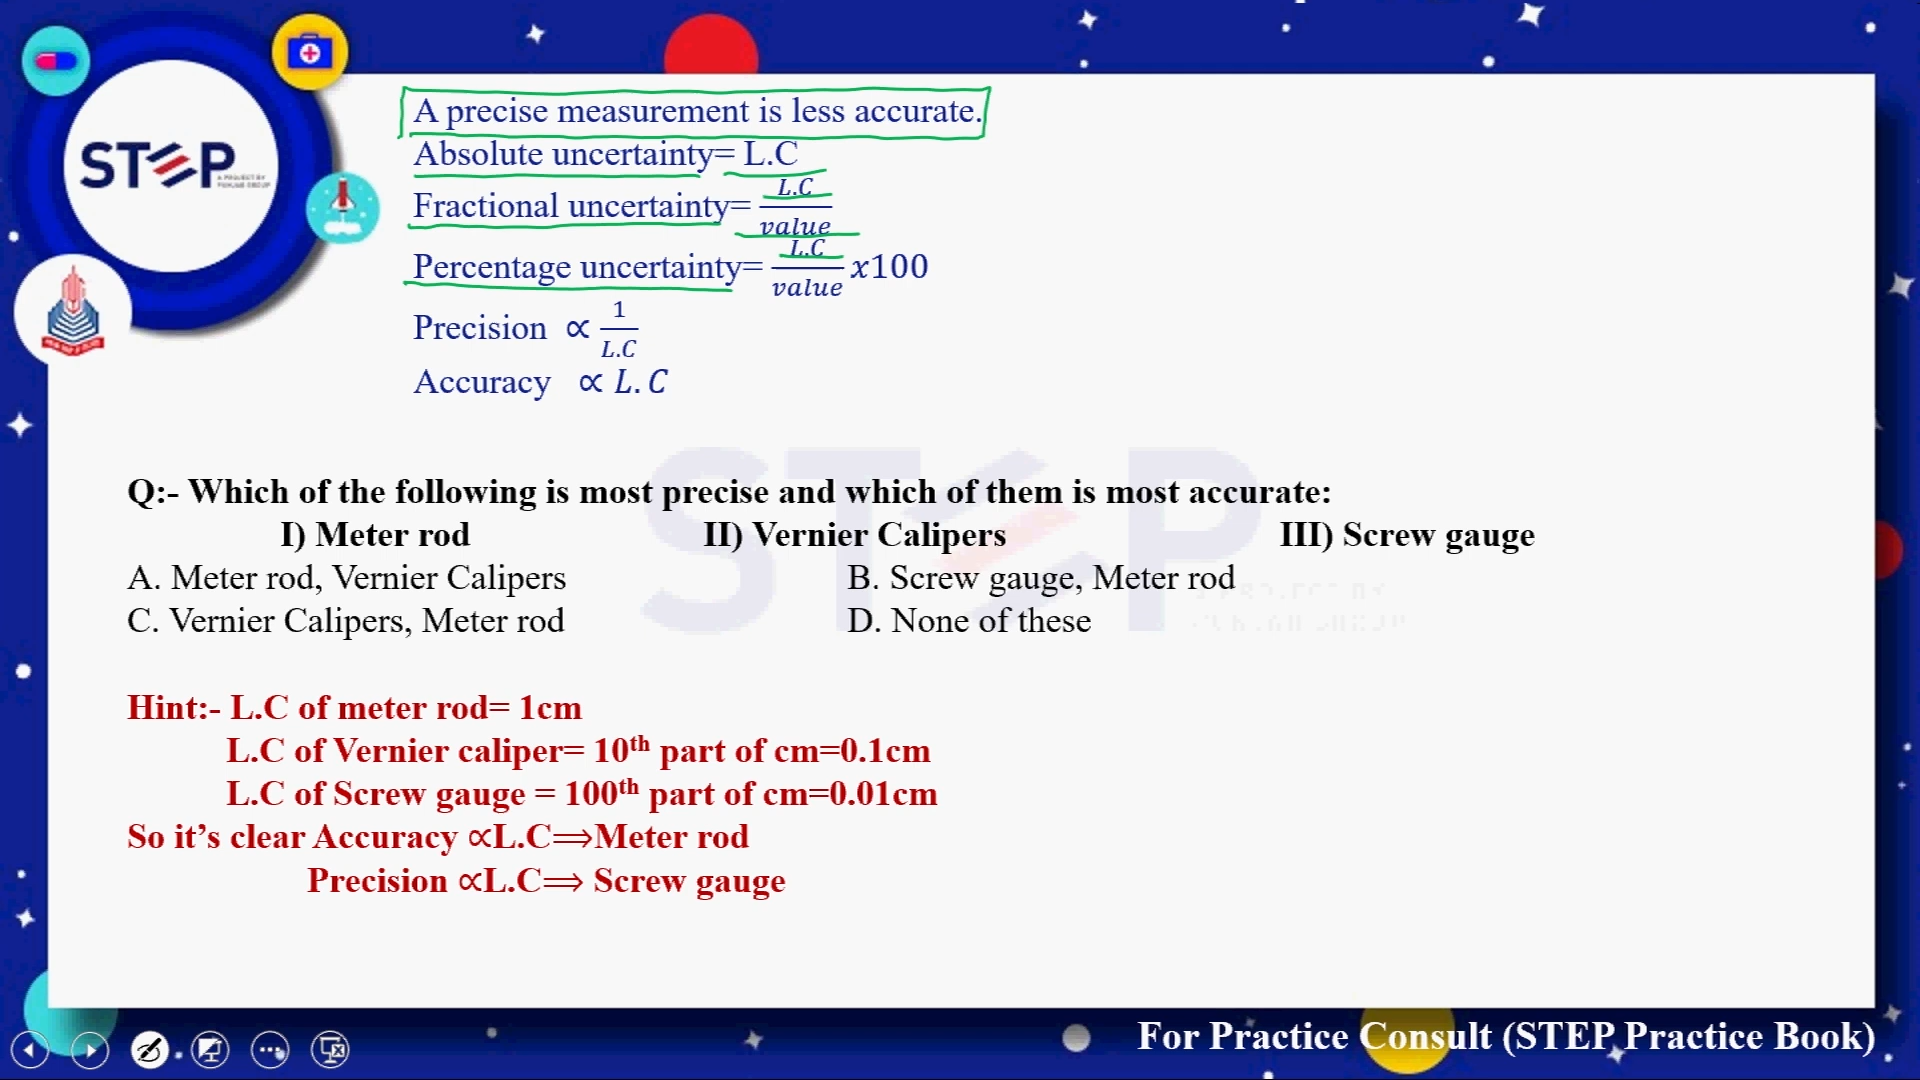 STEP
A PROJECT BY
PUNJAB GROUP
A precise measurement is less accurate.
Absolute uncertainty= L.C
Fractional uncertainty= L.C/value
Percentage uncertainty= L.C/value x100
Precision ∝ 1/L.C
Accuracy ∝ L.C
Q:- Which of the following is most precise and which of them is most accurate:
I) Meter rod II) Vernier Calipers III) Screw gauge
A. Meter rod, Vernier Calipers B. Screw gauge, Meter rod
C. Vernier Calipers, Meter rod D. None of these
Hint:- L.C of meter rod= 1cm
L.C of Vernier caliper= 10th part of cm=0.1cm
L.C of Screw gauge = 100th part of cm=0.01cm
So it’s clear Accuracy ∝L.C⟹Meter rod
Precision ∝L.C⟹ Screw gauge
For Practice Consult (STEP Practice Book)